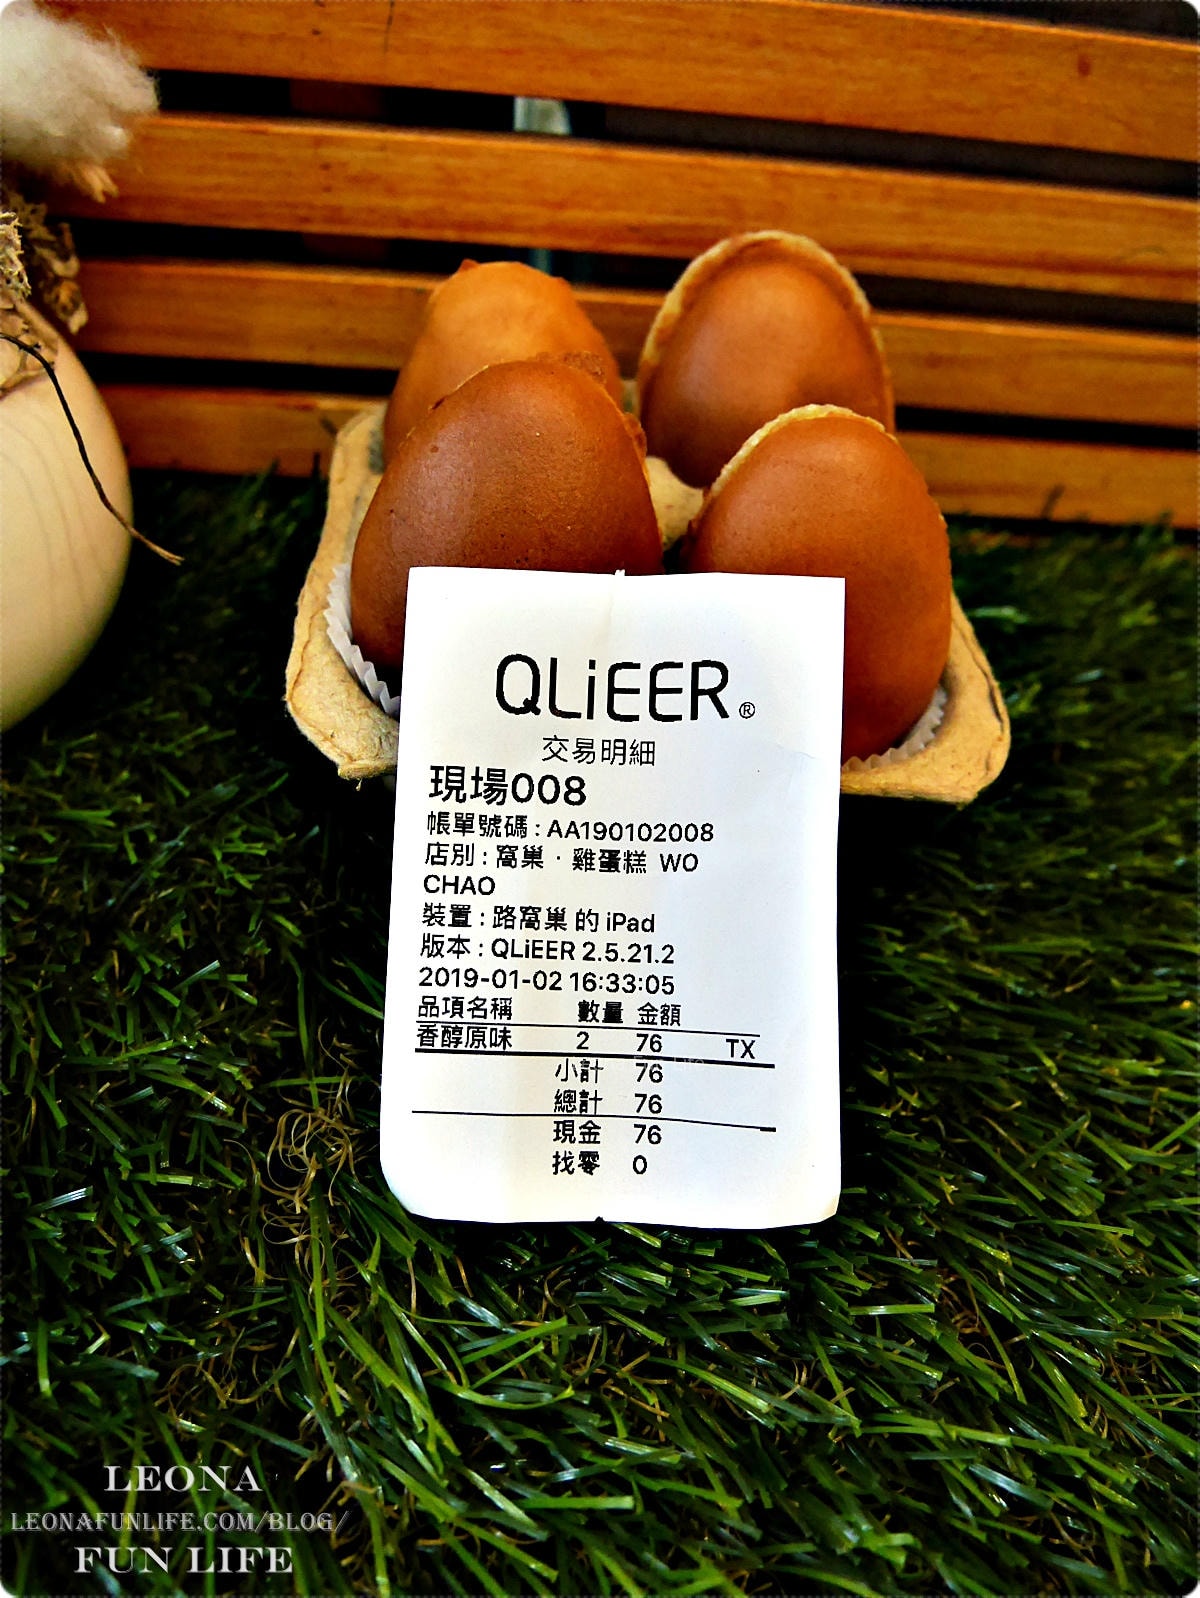 QLiEER®
交易明細
現場008
帳單號碼 : AA190102008
店別 : 窩巢 · 雞蛋糕 WO
CHAO
裝置 : 路窩巢 的 iPad
版本 : QLiEER 2.5.21.2
2019-01-02 16:33:05
品項名稱 數量 金額
香醇原味 2 76 TX
小計 76
總計 76
現金 76
找零 0
LEONA
LEONAFUNLIFE.COM/BLOG/
FUN LIFE